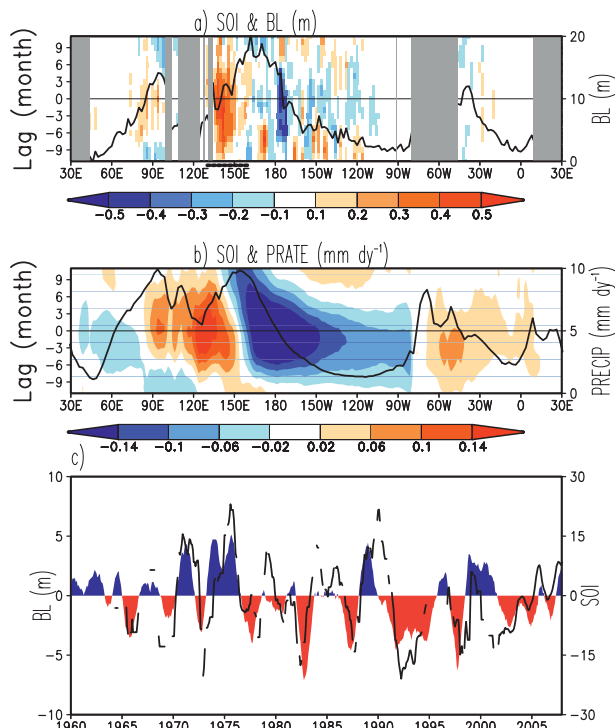 a) SOI & BL (m)
9
6
3
0
-3
-6
-9
Lag (month)
20
10
0
BL (m)
30E 60E 90E 120E 150E 180 150W 120W 90W 60W 30W 0 30E
-0.5 -0.4 -0.3 -0.2 -0.1 0.1 0.2 0.3 0.4 0.5
b) SOI & PRATE (mm dy⁻¹)
9
6
3
0
-3
-6
-9
Lag (month)
10
5
0
PRECIP (mm dy⁻¹)
30E 60E 90E 120E 150E 180 150W 120W 90W 60W 30W 0 30E
-0.14 -0.1 -0.06 -0.02 0.02 0.06 0.1 0.14
c)
10
5
0
-5
-10
BL (m)
30
15
0
-15
-30
SOI
1960 1965 1970 1975 1980 1985 1990 1995 2000 2005